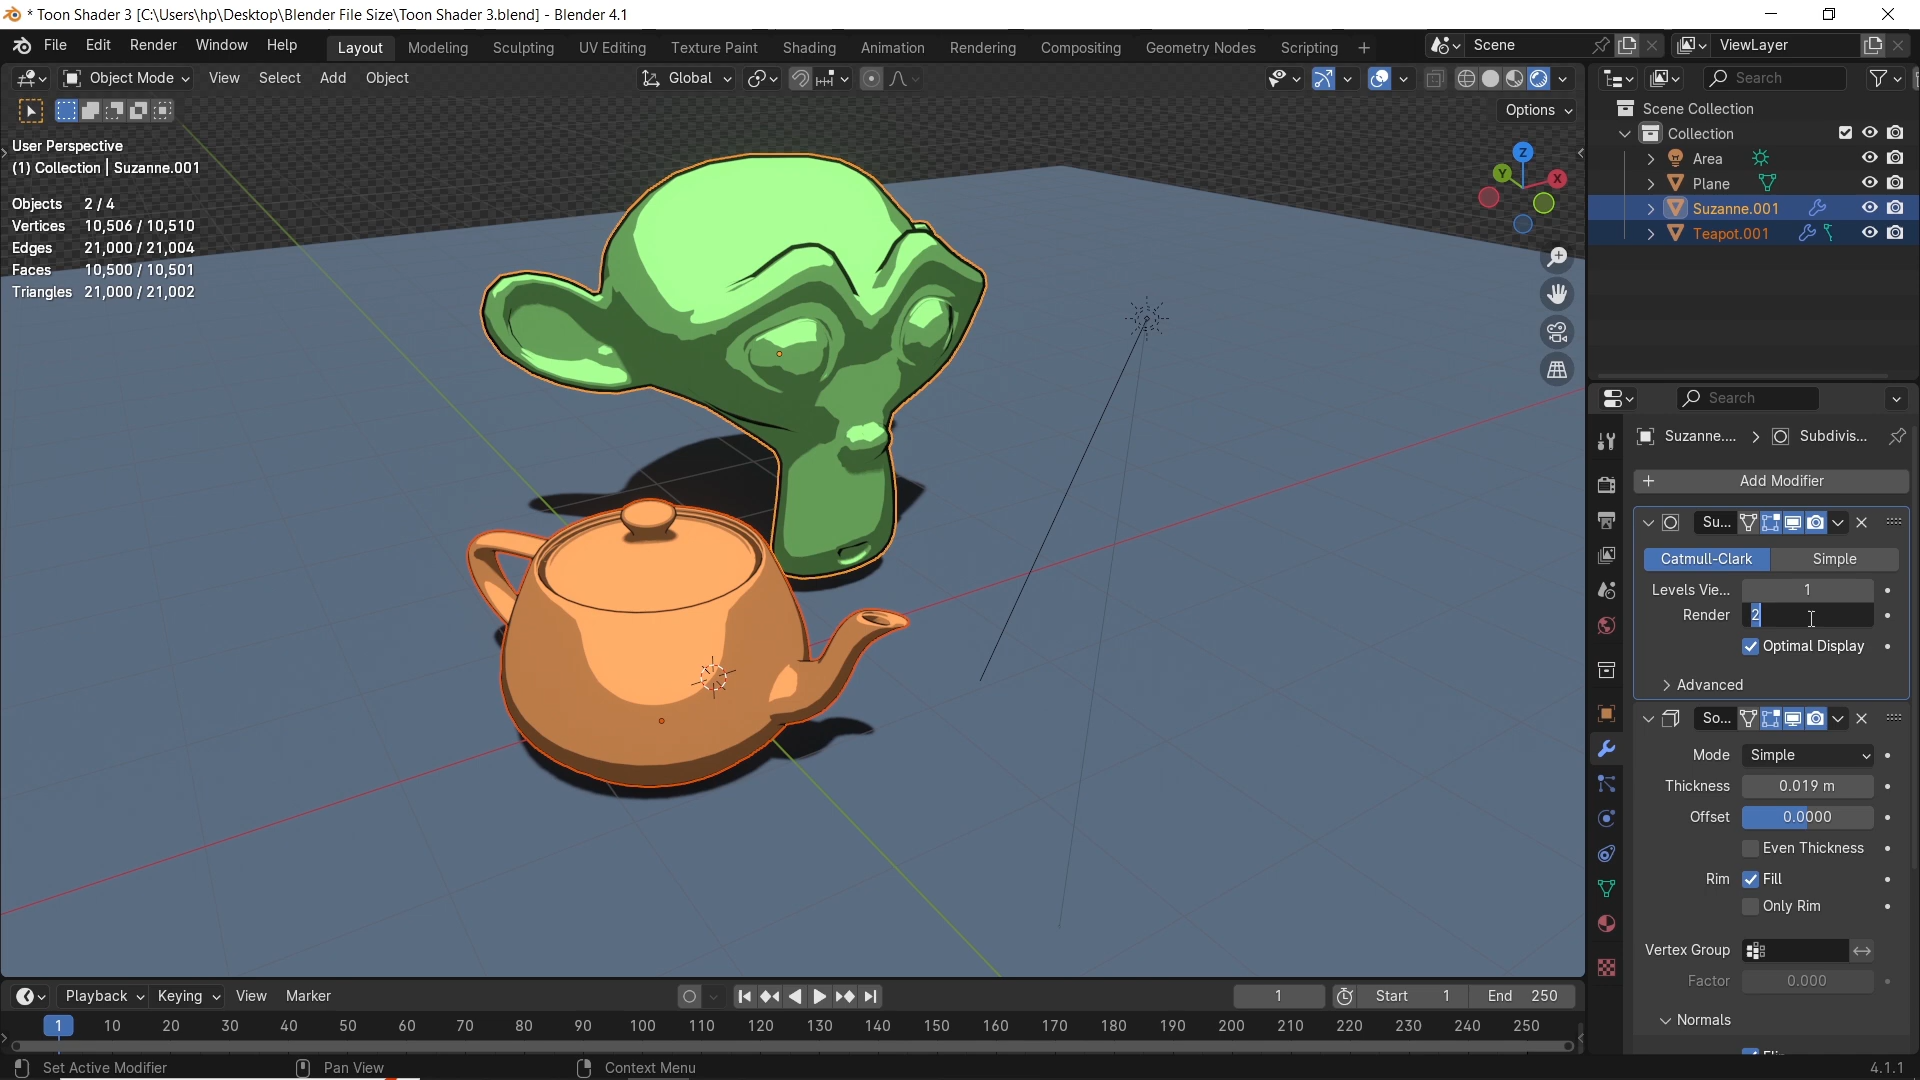 * Toon Shader 3 [C:\Users\hp\Desktop\Blender File Size\Toon Shader 3.blend] - Blender 4.1
File Edit Render Window Help Layout Modeling Sculpting UV Editing Texture Paint Shading Animation Rendering Compositing Geometry Nodes Scripting + Scene ViewLayer
Object Mode View Select Add Object Global Search
Options
User Perspective
(1) Collection | Suzanne.001
Objects 2 / 4
Vertices 10,506 / 10,510
Edges 21,000 / 21,004
Faces 10,500 / 10,501
Triangles 21,000 / 21,002
Z
Y
X
Scene Collection
Collection
Area
Plane
Suzanne.001
Teapot.001
Search
Suzanne.... > Subdivis...
+ Add Modifier
Su...
Catmull-Clark Simple
Levels Vie... 1
Render 2
Optimal Display
Advanced
So...
Mode Simple
Thickness 0.019 m
Offset 0.0000
Even Thickness
Rim Fill
Only Rim
Vertex Group
Factor 0.000
Normals
Playback Keying View Marker 1 Start 1 End 250
1 10 20 30 40 50 60 70 80 90 100 110 120 130 140 150 160 170 180 190 200 210 220 230 240 250
Set Active Modifier Pan View Context Menu 4.1.1